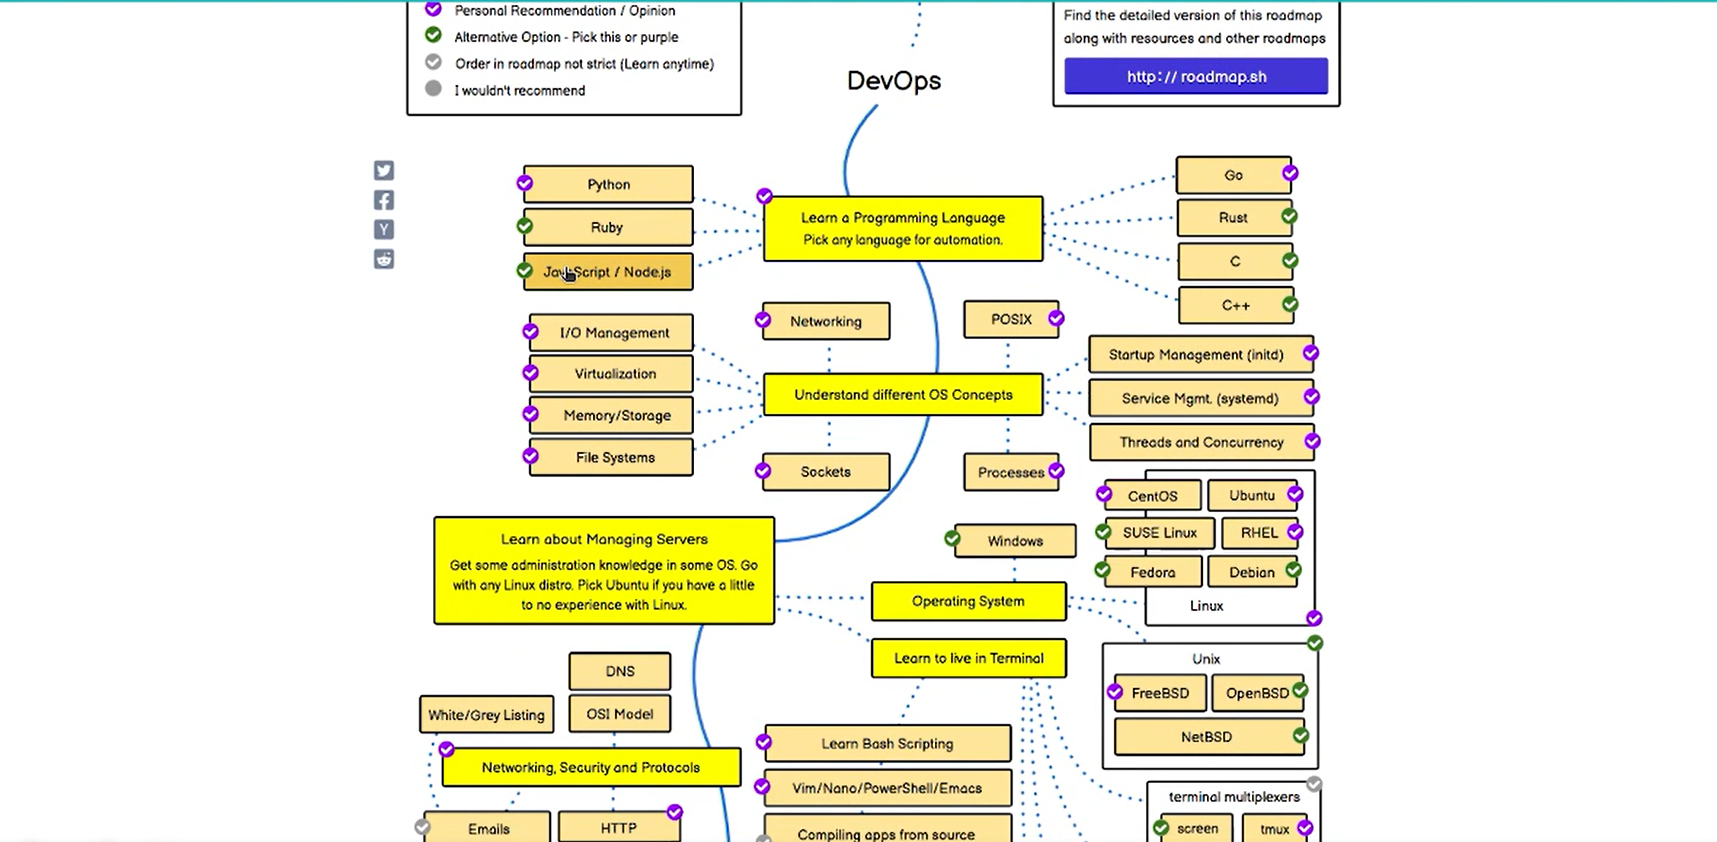 Personal Recommendation / Opinion
Alternative Option - Pick this or purple
Order in roadmap not strict (Learn anytime)
I wouldn't recommend
Find the detailed version of this roadmap
along with resources and other roadmaps
http://roadmap.sh
DevOps
Python
Ruby
JavaScript / Node.js
Learn a Programming Language
Pick any language for automation.
Go
Rust
C
C++
I/O Management
Virtualization
Memory/Storage
File Systems
Networking
POSIX
Understand different OS Concepts
Sockets
Processes
Startup Management (initd)
Service Mgmt. (systemd)
Threads and Concurrency
Learn about Managing Servers
Get some administration knowledge in some OS. Go
with any Linux distro. Pick Ubuntu if you have a little
to no experience with Linux.
Windows
Operating System
Learn to live in Terminal
CentOS
Ubuntu
SUSE Linux
RHEL
Fedora
Debian
Linux
Unix
FreeBSD
OpenBSD
NetBSD
DNS
White/Grey Listing
OSI Model
Networking, Security and Protocols
Emails
HTTP
Learn Bash Scripting
Vim/Nano/PowerShell/Emacs
Compiling apps from source
terminal multiplexers
screen
tmux